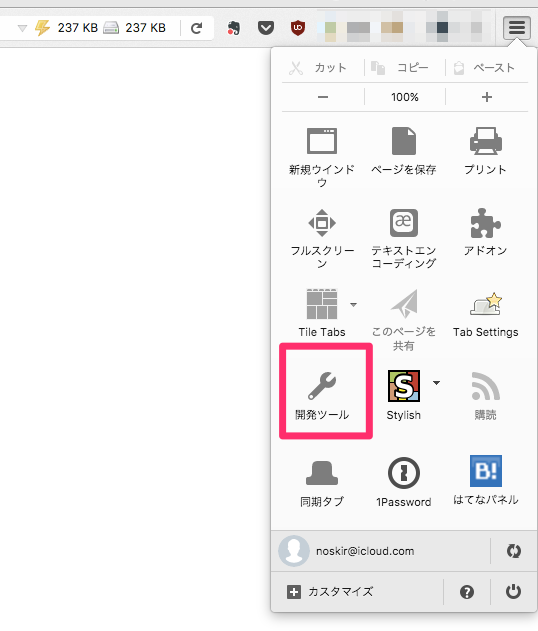 237 KB 237 KB
カット コピー ペースト
− 100% +
新規ウインド
ウ
ページを保存
プリント
フルスクリー
ン
テキストエン
コーディング
アドオン
Tile Tabs
このページを
共有
Tab Settings
開発ツール
S
Stylish
購読
同期タブ
1Password
B!
はてなパネル
noskir@icloud.com
カスタマイズ